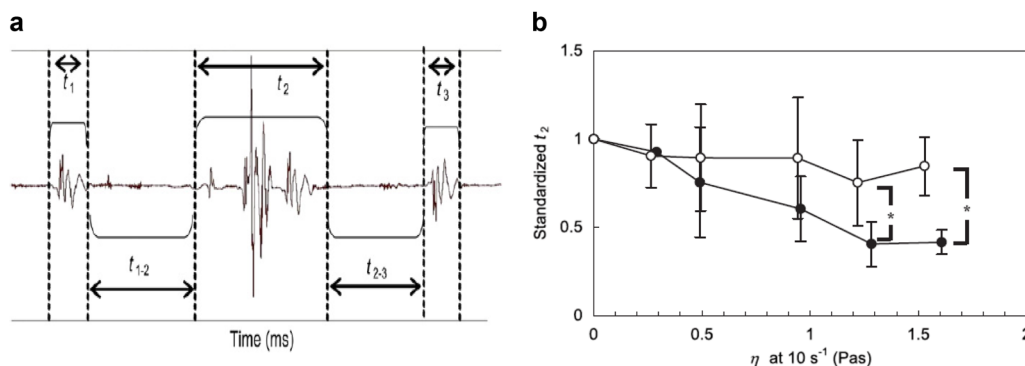 a
t1
t2
t3
t1-2
t2-3
Time (ms)
b
Standardized t2
1.5
1
0.5
0
*
*
0
0.5
1
1.5
2
η at 10 s-1 (Pas)